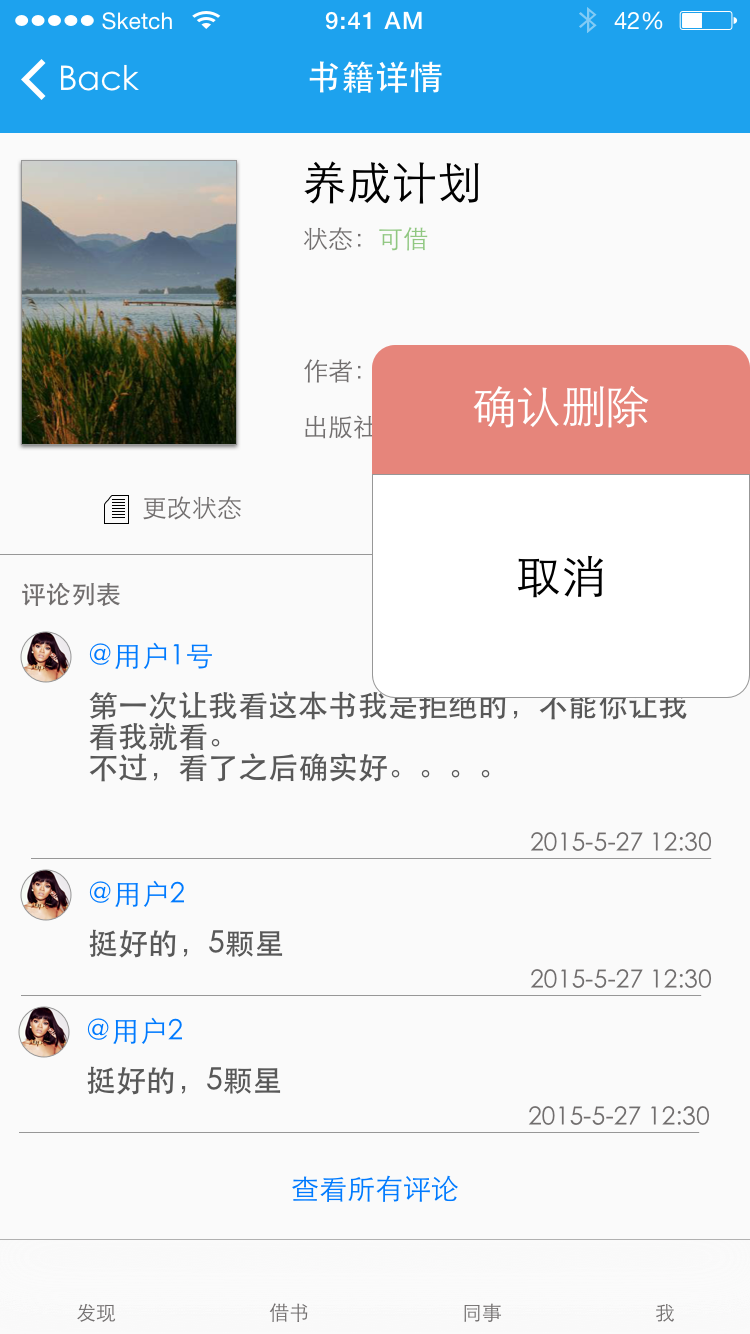 Sketch 9:41 AM 42%
Back 书籍详情
养成计划
状态：可借
作者：
确认删除
出版社
更改状态
取消
评论列表
@用户1号
第一次让我看这本书我是拒绝的，不能你让我
看我就看。
不过，看了之后确实好。。。。
2015-5-27 12:30
@用户2
挺好的，5颗星
2015-5-27 12:30
@用户2
挺好的，5颗星
2015-5-27 12:30
查看所有评论
发现 借书 同事 我